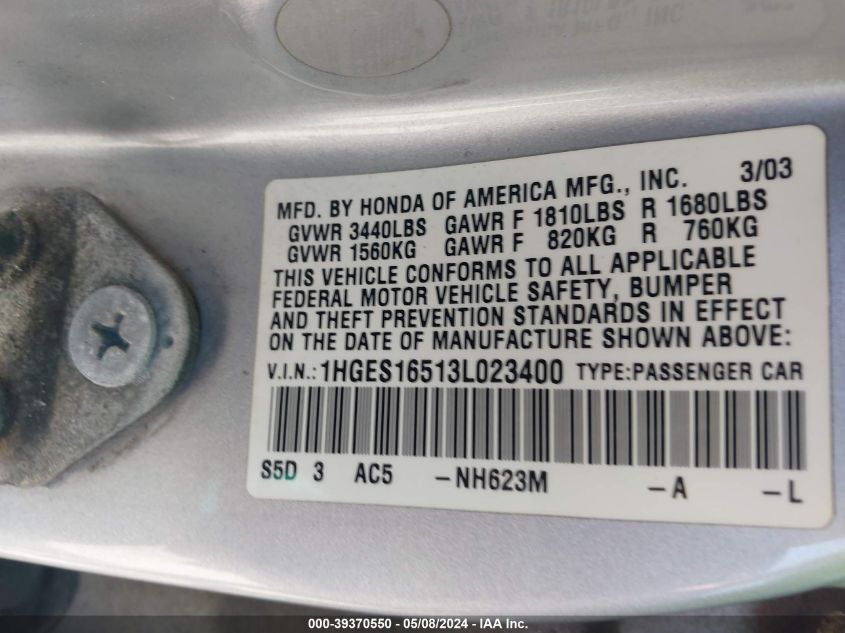 MFD. BY HONDA OF AMERICA MFG., INC. 3/03
GVWR 3440LBS GAWR F 1810LBS R 1680LBS
GVWR 1560KG GAWR F 820KG R 760KG
THIS VEHICLE CONFORMS TO ALL APPLICABLE
FEDERAL MOTOR VEHICLE SAFETY, BUMPER
AND THEFT PREVENTION STANDARDS IN EFFECT
ON THE DATE OF MANUFACTURE SHOWN ABOVE:
V.I.N.: 1HGES16513L023400 TYPE:PASSENGER CAR
S5D 3 AC5 -NH623M -A -L
000-39370550 - 05/08/2024 - IAA Inc.